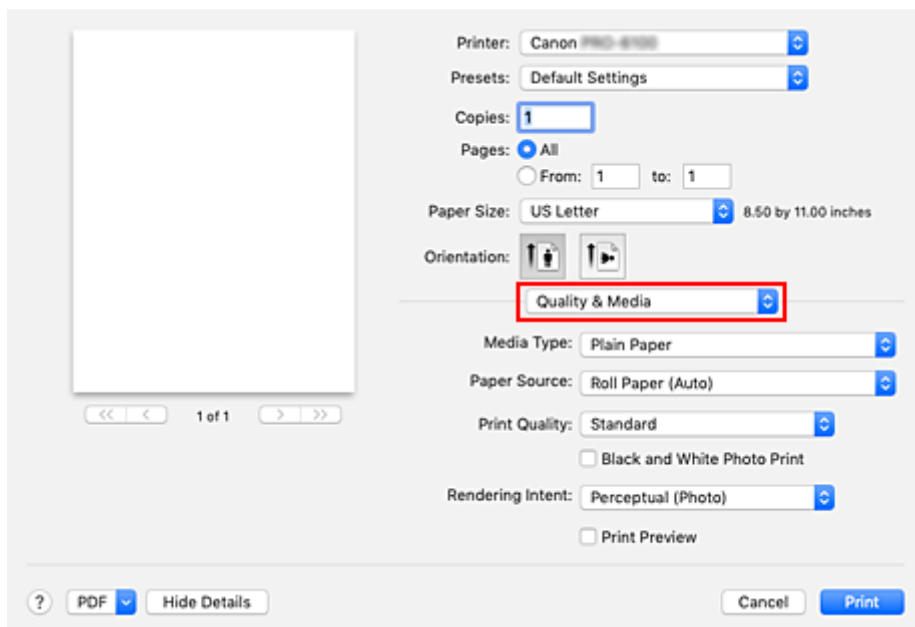 Printer: Canon
Presets: Default Settings
Copies: 1
Pages: All
From: 1 to: 1
Paper Size: US Letter 8.50 by 11.00 inches
Orientation:
Quality & Media
Media Type: Plain Paper
Paper Source: Roll Paper (Auto)
1 of 1
Print Quality: Standard
Black and White Photo Print
Rendering Intent: Perceptual (Photo)
Print Preview
? PDF Hide Details Cancel Print